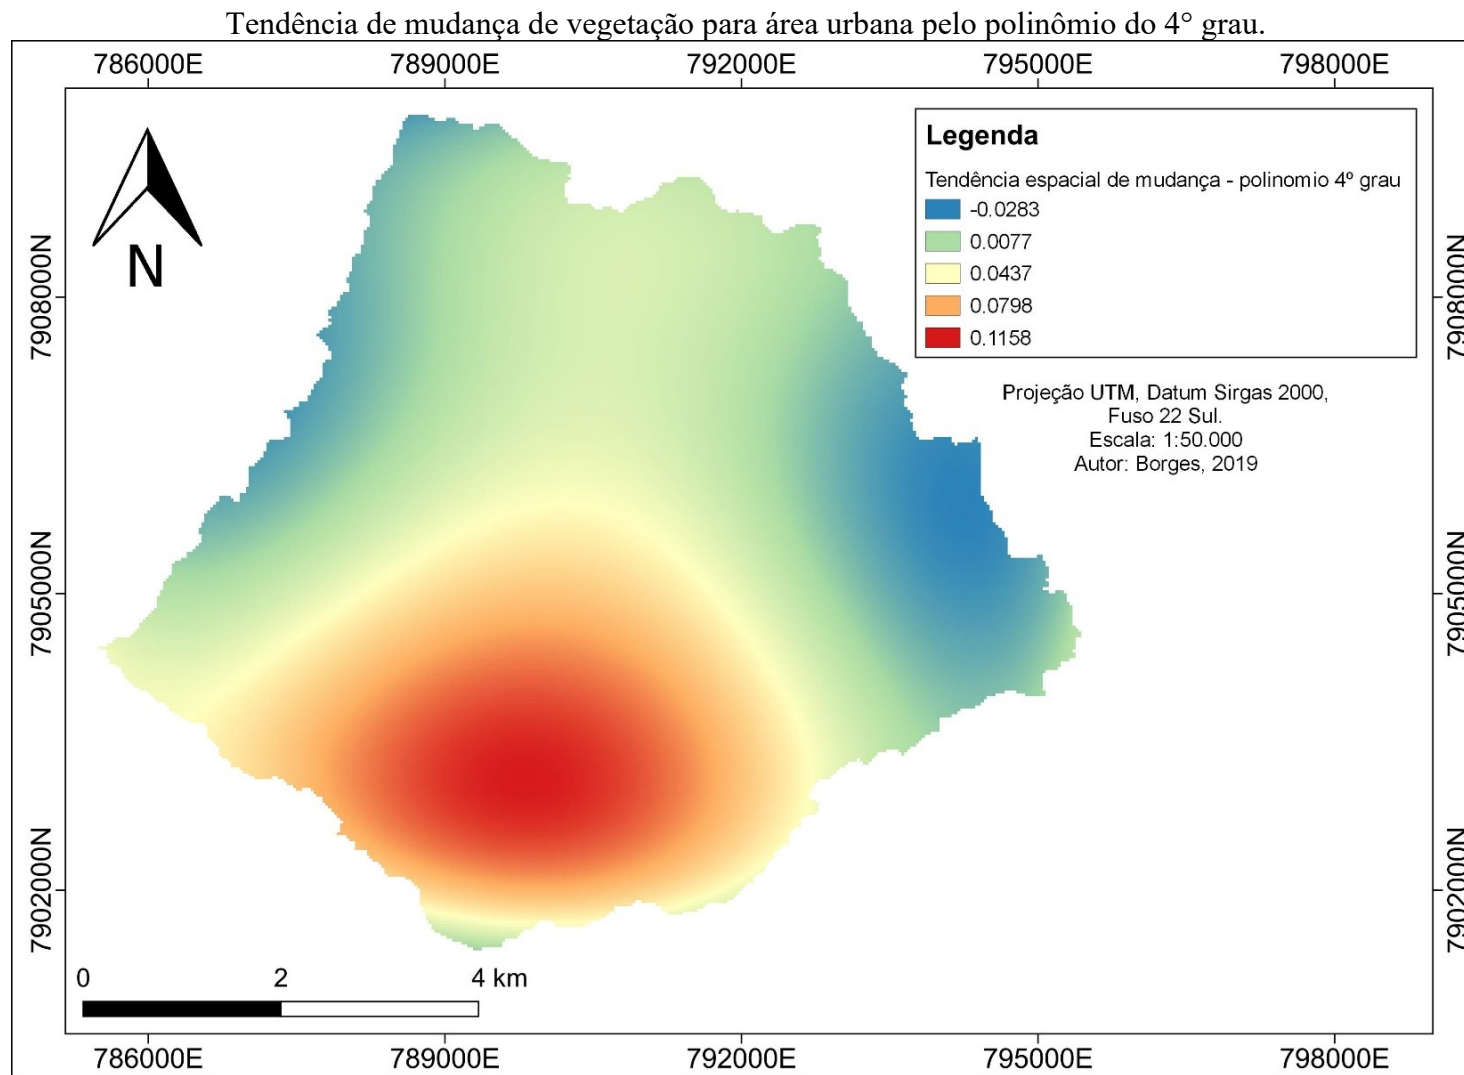 Tendência de mudança de vegetação para área urbana pelo polinômio do 4° grau.
786000E 789000E 792000E 795000E 798000E
N
Legenda
Tendência espacial de mudança - polinomio 4º grau
-0.0283
0.0077
0.0437
0.0798
0.1158
Projeção UTM, Datum Sirgas 2000,
Fuso 22 Sul.
Escala: 1:50.000
Autor: Borges, 2019
7908000N
7905000N
7902000N
7908000N
7905000N
7902000N
0 2 4 km
786000E 789000E 792000E 795000E 798000E